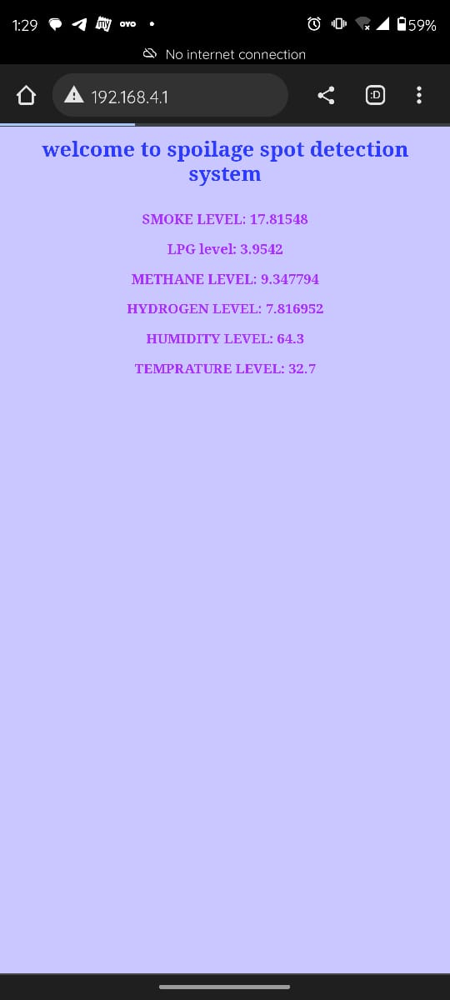 1:29 my OYO 59%
No internet connection
192.168.4.1 :D
welcome to spoilage spot detection
system
SMOKE LEVEL: 17.81548
LPG level: 3.9542
METHANE LEVEL: 9.347794
HYDROGEN LEVEL: 7.816952
HUMIDITY LEVEL: 64.3
TEMPRATURE LEVEL: 32.7